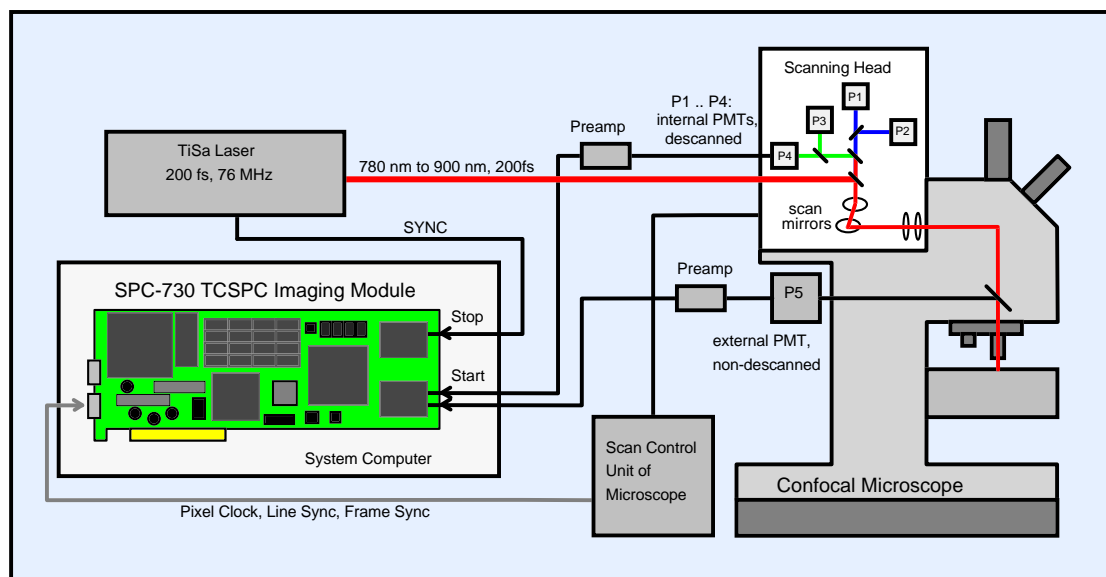 Scanning Head
P1
P3
P2
P4
P1 .. P4:
internal PMTs,
descanned
Preamp
TiSa Laser
200 fs, 76 MHz
780 nm to 900 nm, 200fs
scan
mirrors
SYNC
SPC-730 TCSPC Imaging Module
Stop
Start
Preamp
P5
external PMT,
non-descanned
System Computer
Scan Control
Unit of
Microscope
Confocal Microscope
Pixel Clock, Line Sync, Frame Sync